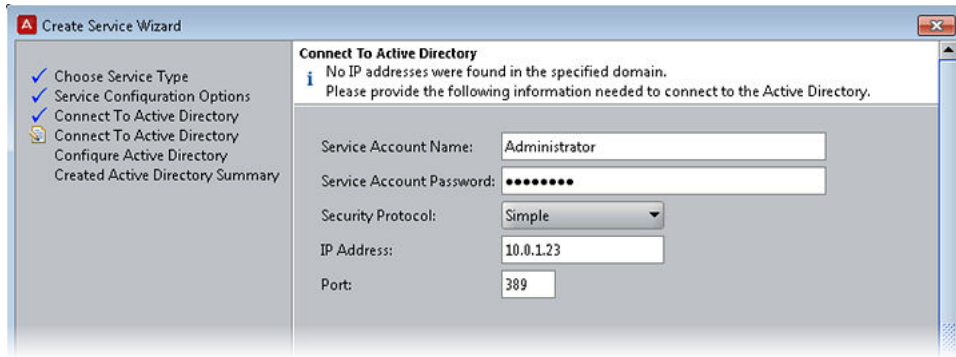 Create Service Wizard
Choose Service Type
Service Configuration Options
Connect To Active Directory
Connect To Active Directory
Configure Active Directory
Created Active Directory Summary
Connect To Active Directory
No IP addresses were found in the specified domain.
Please provide the following information needed to connect to the Active Directory.
Service Account Name: Administrator
Service Account Password: ••••••••
Security Protocol: Simple
IP Address: 10.0.1.23
Port: 389